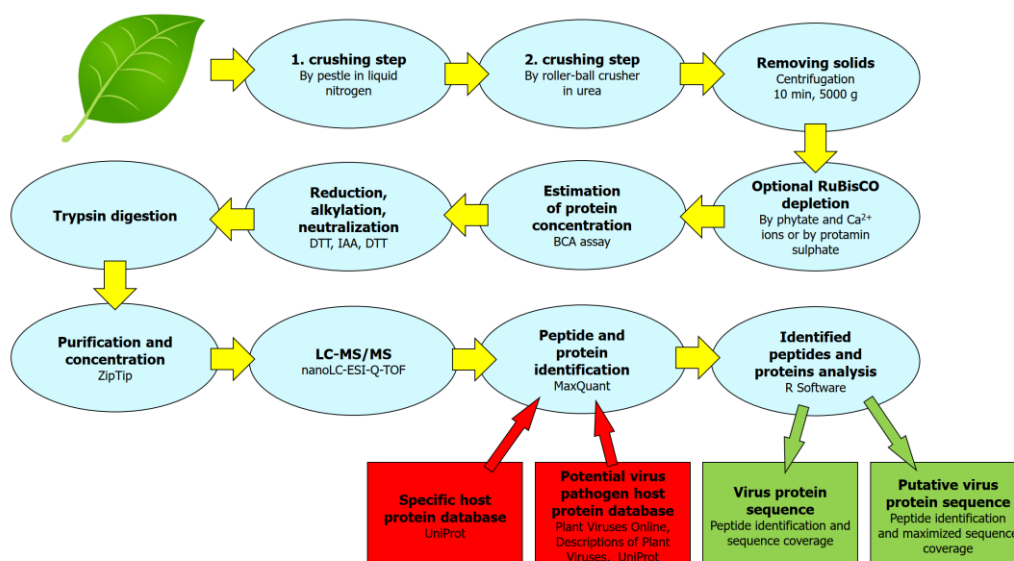 1. crushing step
By pestle in liquid
nitrogen
2. crushing step
By roller-ball crusher
in urea
Removing solids
Centrifugation
10 min, 5000 g
Trypsin digestion
Reduction,
alkylation,
neutralization
DTT, IAA, DTT
Estimation
of protein
concentration
BCA assay
Optional RuBisCO
depletion
By phytate and Ca²⁺
ions or by protamin
sulphate
Purification and
concentration
ZipTip
LC-MS/MS
nanoLC-ESI-Q-TOF
Peptide and
protein
identification
MaxQuant
Identified
peptides and
proteins analysis
R Software
Specific host
protein database
UniProt
Potential virus
pathogen host
protein database
Plant Viruses Online,
Descriptions of Plant
Viruses, UniProt
Virus protein
sequence
Peptide identification and
sequence coverage
Putative virus
protein sequence
Peptide identification
and maximized sequence
coverage